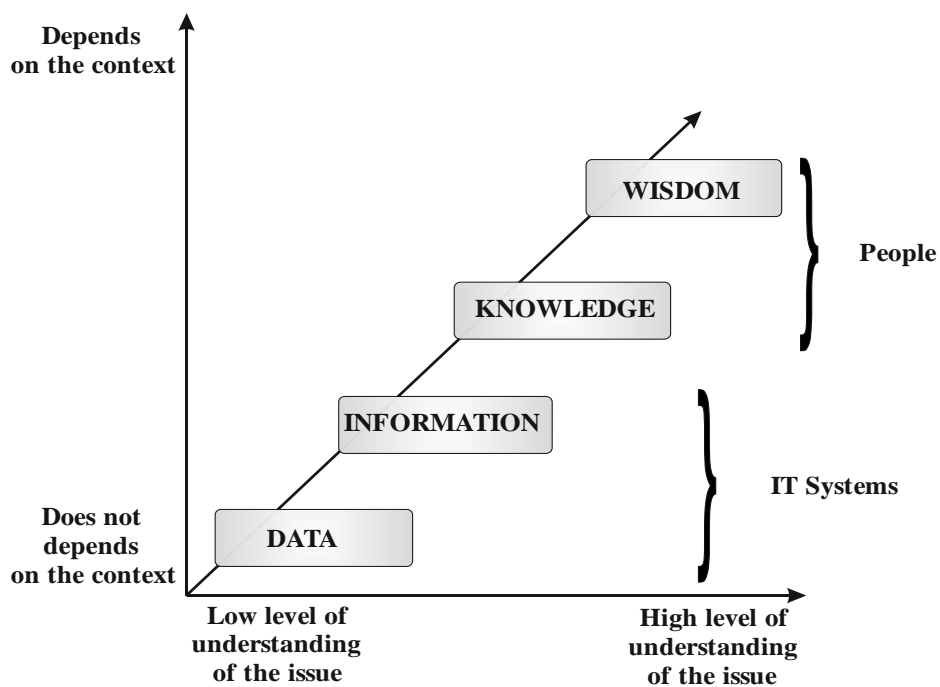 Depends
on the context
WISDOM
People
KNOWLEDGE
INFORMATION
IT Systems
Does not
depends
on the context
DATA
Low level of
understanding
of the issue
High level of
understanding
of the issue